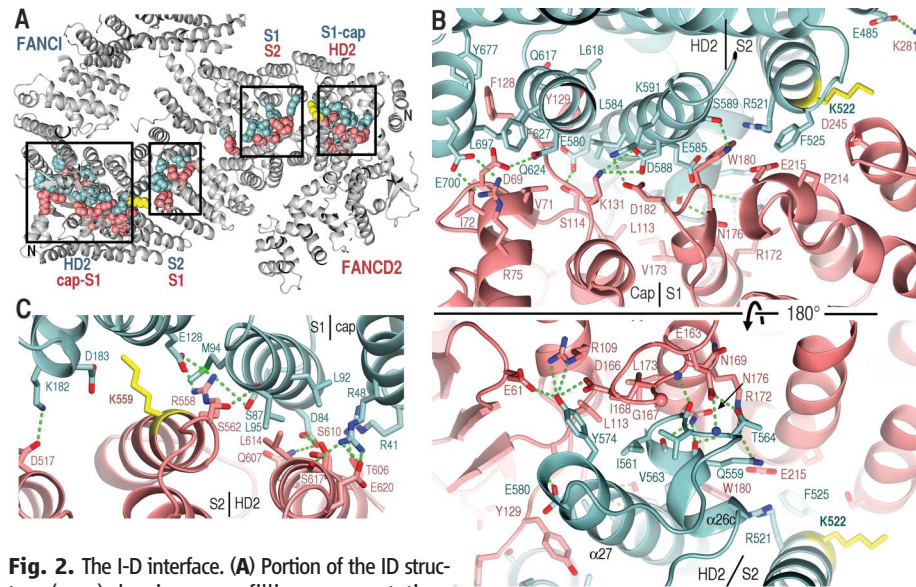 A
FANCI
S1
S2
S1-cap
HD2
N
N
HD2
cap-S1
S2
S1
FANCD2
B
Y677
Q617
L618
HD2
S2
E485
K281
F128
Y129
L584
K591
S589
R521
K522
D245
F525
L697
F627
E580
E585
W180
E215
P214
E700
D69
Q624
D588
I72
V71
S114
K131
D182
L113
N176
R172
R75
V173
Cap
S1
180°
R109
E163
D166
L173
N169
E61
N176
R172
I168
G167
L113
Y574
T564
I561
V563
Q559
E215
E580
W180
F525
Y129
α26c
K522
α27
R521
HD2
S2
C
S1
cap
E128
M94
D183
L92
K182
R48
K559
R558
S562
S87
L95
D84
S610
R41
L614
D517
Q607
T606
S617
E620
S2
HD2
Fig. 2. The I-D interface. (A) Portion of the ID struc-